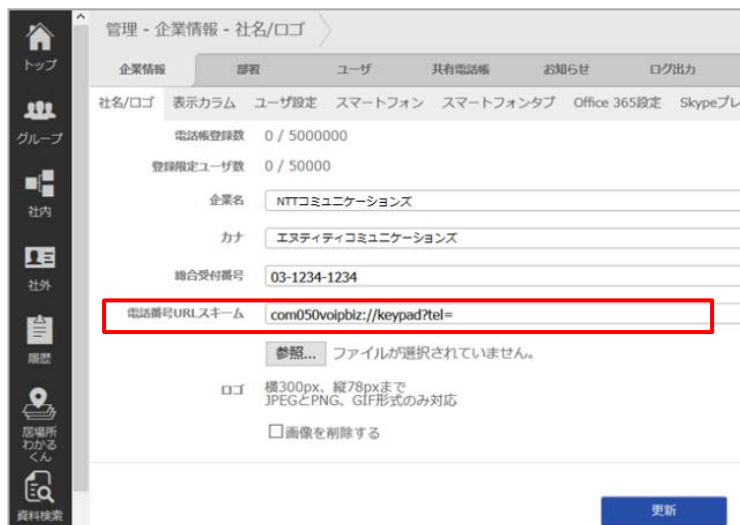 管理 - 企業情報 - 社名/ロゴ
トップ
グループ
社内
社外
履歴
居場所
わかる
くん
資料検索
企業情報 部署 ユーザ 共有電話帳 お知らせ ログ出力
社名/ロゴ 表示カラム ユーザ設定 スマートフォン スマートフォンタブ Office 365設定 Skypeプレ
電話帳登録数 0 / 5000000
登録限定ユーザ数 0 / 50000
企業名 NTTコミュニケーションズ
カナ エヌティティコミュニケーションズ
総合受付番号 03-1234-1234
電話番号URLスキーム com050voipbiz://keypad?tel=
参照... ファイルが選択されていません。
ロゴ 横300px、縦78pxまで
JPEGとPNG、GIF形式のみ対応
画像を削除する
更新